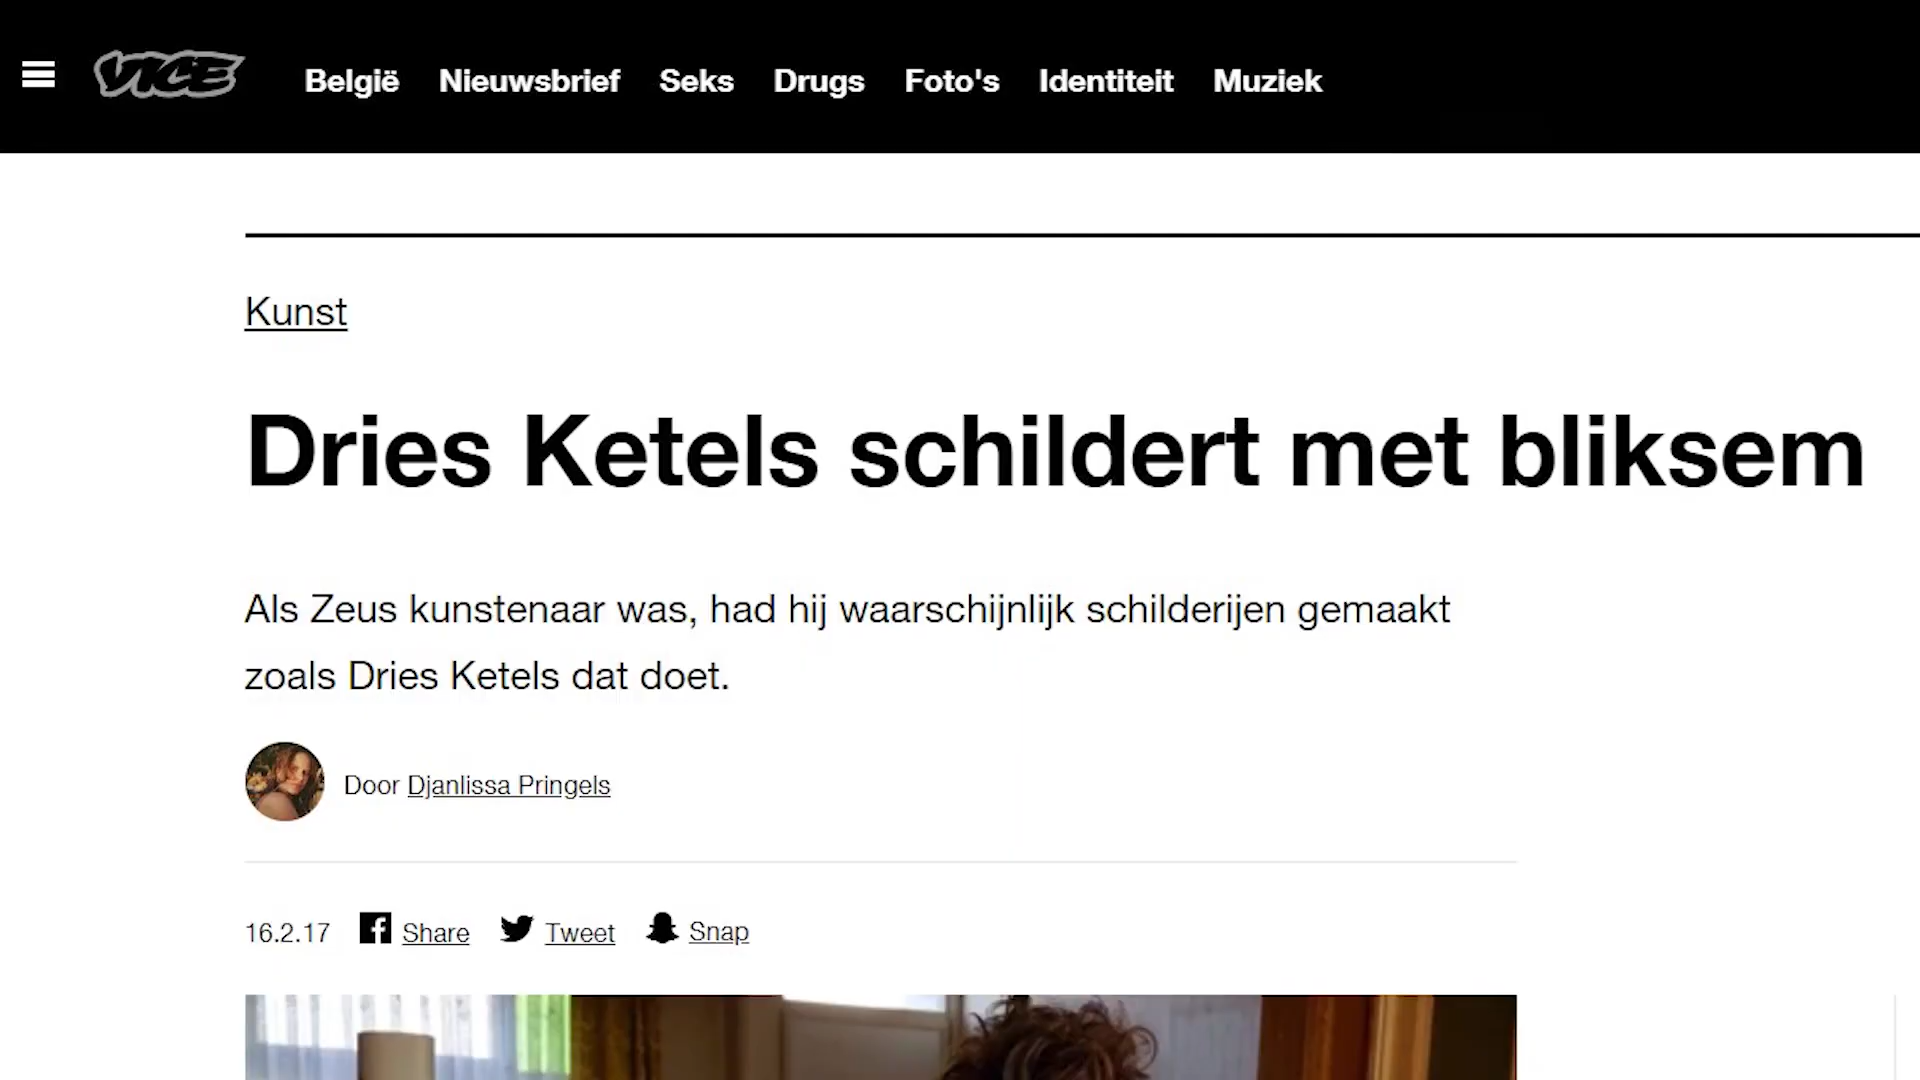 VICE België Nieuwsbrief Seks Drugs Foto's Identiteit Muziek
Kunst
Dries Ketels schildert met bliksem
Als Zeus kunstenaar was, had hij waarschijnlijk schilderijen gemaakt
zoals Dries Ketels dat doet.
Door Djanlissa Pringels
16.2.17 Share Tweet Snap